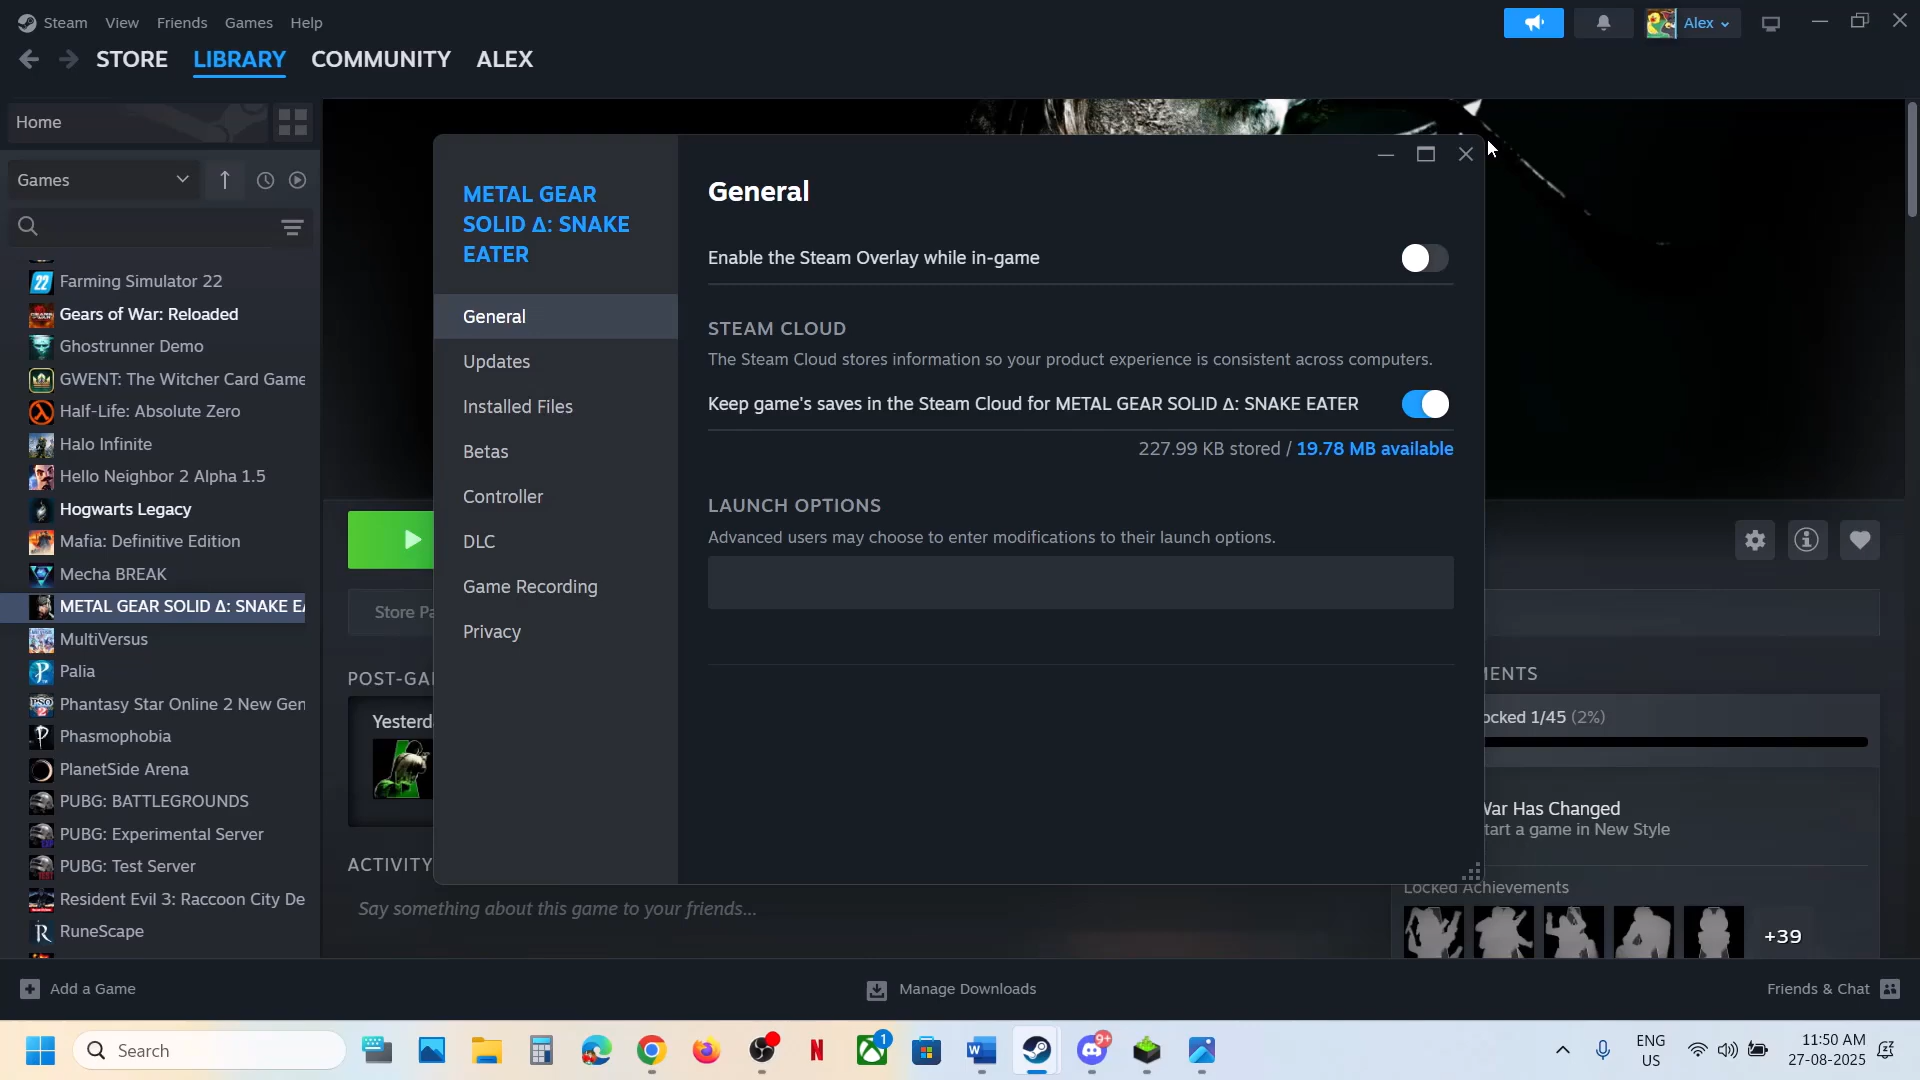 Steam View Friends Games Help
Alex
STORE LIBRARY COMMUNITY ALEX
Home
Games
Farming Simulator 22
Gears of War: Reloaded
Ghostrunner Demo
GWENT: The Witcher Card Game
Half-Life: Absolute Zero
Halo Infinite
Hello Neighbor 2 Alpha 1.5
Hogwarts Legacy
Mafia: Definitive Edition
Mecha BREAK
METAL GEAR SOLID Δ: SNAKE EA
MultiVersus
Palia
Phantasy Star Online 2 New Gen
Phasmophobia
PlanetSide Arena
PUBG: BATTLEGROUNDS
PUBG: Experimental Server
PUBG: Test Server
Resident Evil 3: Raccoon City De
RuneScape
METAL GEAR
SOLID Δ: SNAKE
EATER
General
Updates
Installed Files
Betas
Controller
DLC
Game Recording
Privacy
General
Enable the Steam Overlay while in-game
STEAM CLOUD
The Steam Cloud stores information so your product experience is consistent across computers.
Keep game's saves in the Steam Cloud for METAL GEAR SOLID Δ: SNAKE EATER
227.99 KB stored / 19.78 MB available
LAUNCH OPTIONS
Advanced users may choose to enter modifications to their launch options.
Store Pa
POST-GA
Yesterd
ACTIVITY
Say something about this game to your friends...
MENTS
ocked 1/45 (2%)
War Has Changed
tart a game in New Style
Locked Achievements
+39
Add a Game
Manage Downloads
Friends & Chat
Search
1
9+
ENG
US
11:50 AM
27-08-2025